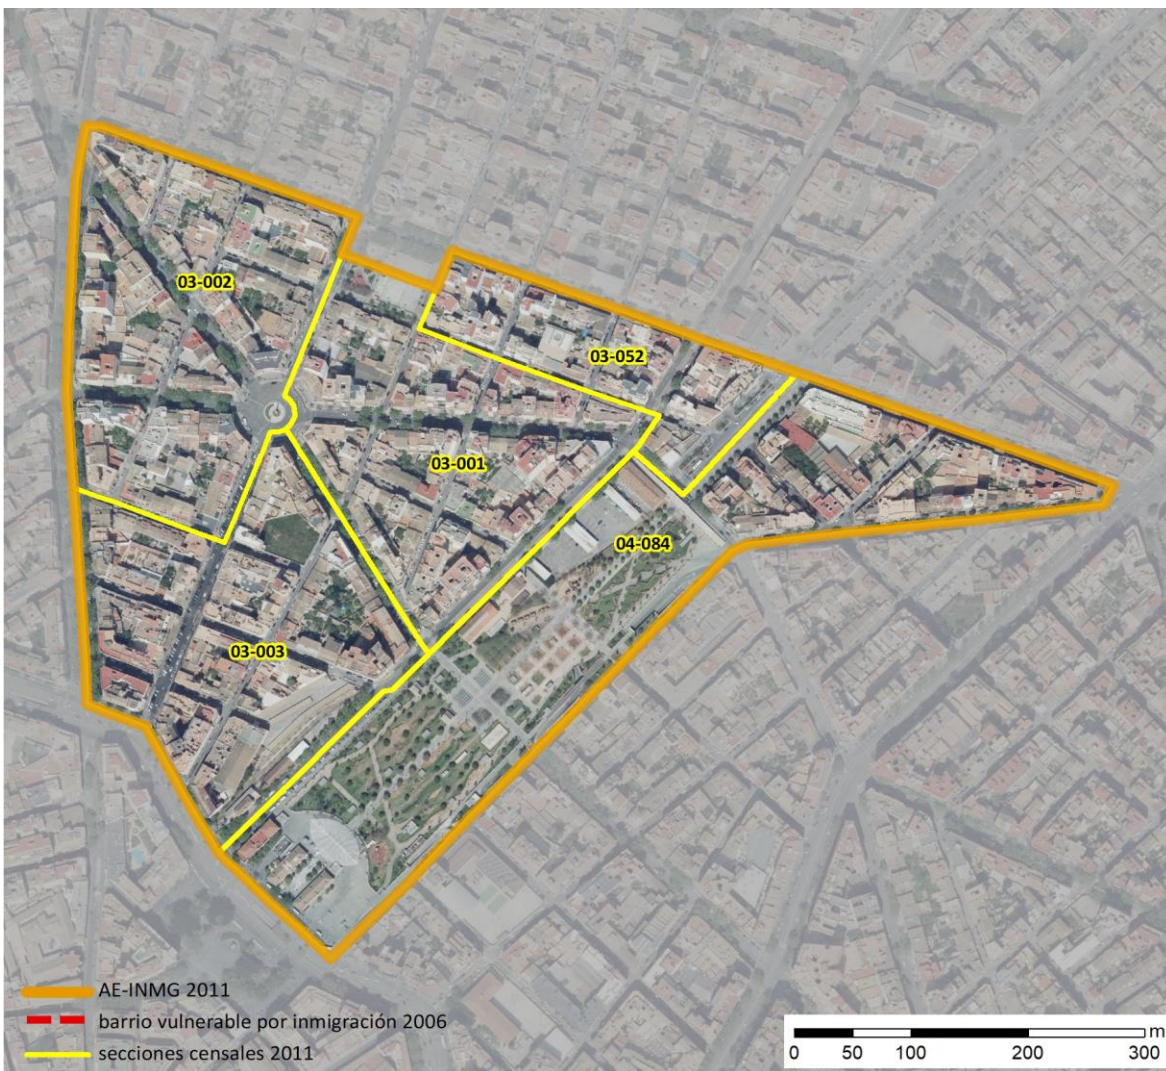 03-002
03-052
03-001
04-084
03-003
AE-INMG 2011
barrio vulnerable por inmigración 2006
secciones censales 2011
m
0 50 100 200 300